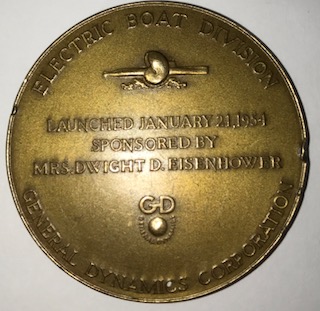 ELECTRIC BOAT DIVISION
LAUNCHED JANUARY 21, 1954
SPONSORED BY
MRS. DWIGHT D. EISENHOWER
GD
GENERAL DYNAMICS CORPORATION